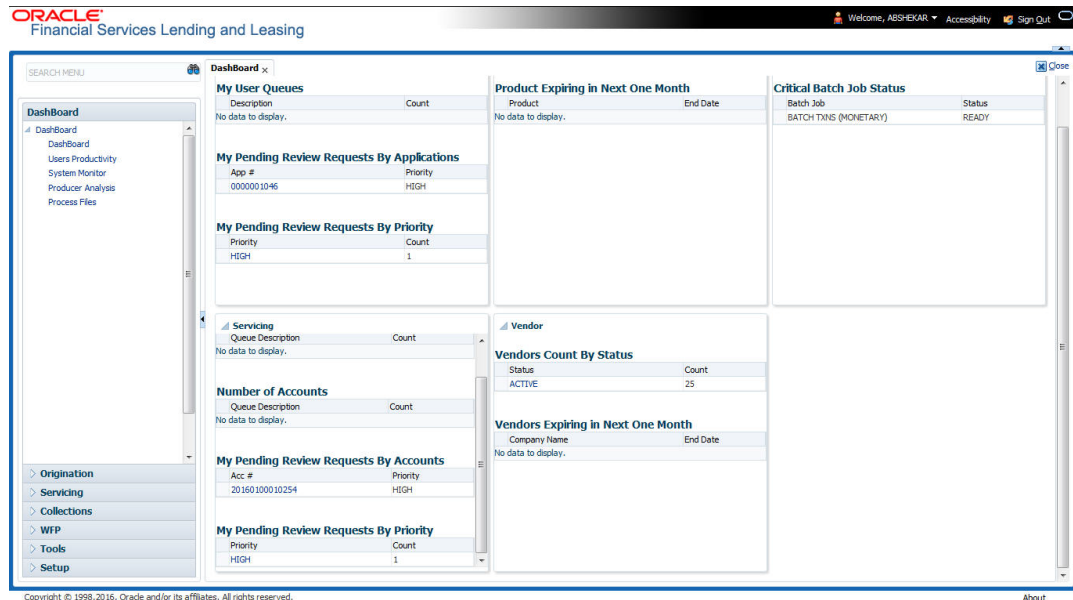 ORACLE®
Financial Services Lending and Leasing
Welcome, ABSHEKAR
Accessibility
Sign Out
SEARCH MENU
DashBoard
Close
DashBoard
DashBoard
DashBoard
Users Productivity
System Monitor
Producer Analysis
Process Files
Origination
Servicing
Collections
WFP
Tools
Setup
My User Queues
Description Count
No data to display.
My Pending Review Requests By Applications
App # Priority
0000001046 HIGH
My Pending Review Requests By Priority
Priority Count
HIGH 1
Product Expiring in Next One Month
Product End Date
No data to display.
Critical Batch Job Status
Batch Job Status
BATCH TXNS (MONETARY) READY
Servicing
Queue Description Count
No data to display.
Number of Accounts
Queue Description Count
No data to display.
My Pending Review Requests By Accounts
Acc # Priority
20160100010254 HIGH
My Pending Review Requests By Priority
Priority Count
HIGH 1
Vendor
Vendors Count By Status
Status Count
ACTIVE 25
Vendors Expiring in Next One Month
Company Name End Date
No data to display.
Copyright © 1998,2016, Oracle and/or its affiliates. All rights reserved.
About